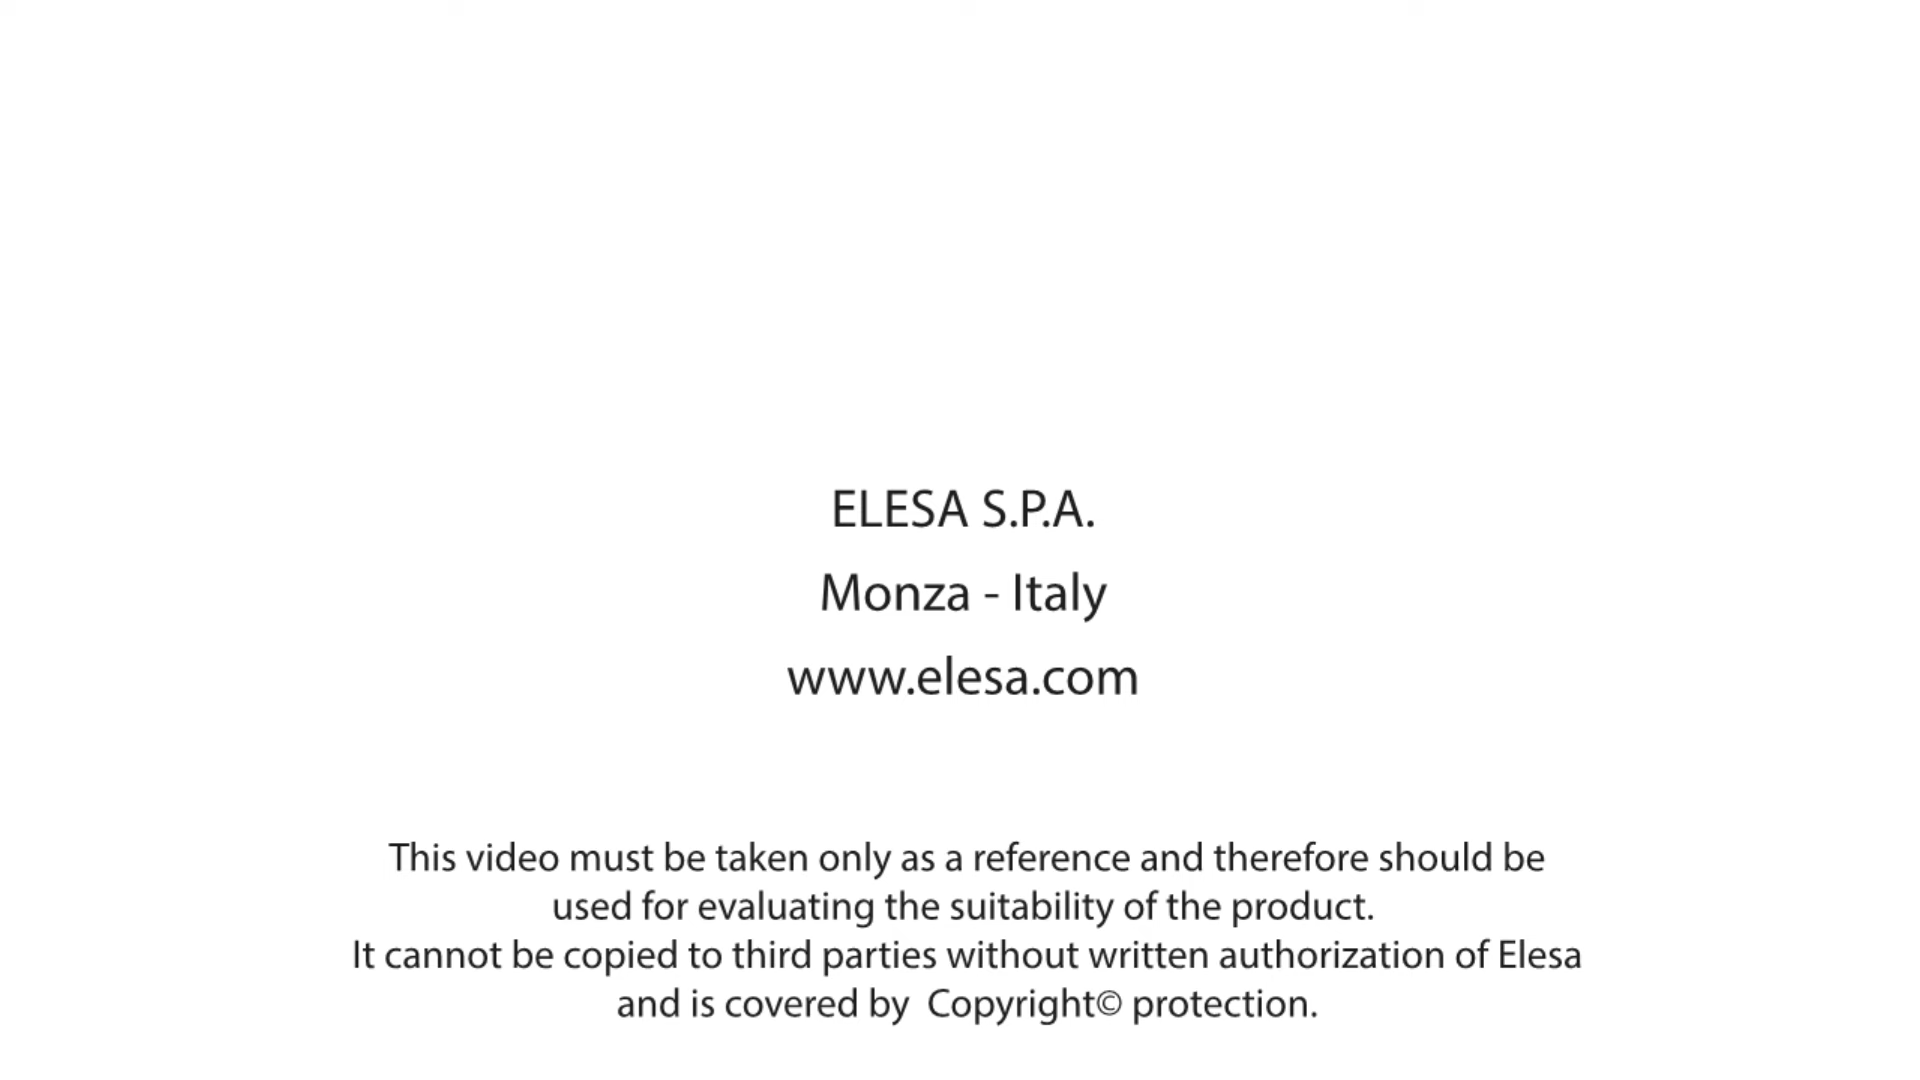 ELESA S.P.A.
Monza - Italy
www.elesa.com
This video must be taken only as a reference and therefore should be
used for evaluating the suitability of the product.
It cannot be copied to third parties without written authorization of Elesa
and is covered by  Copyright© protection.